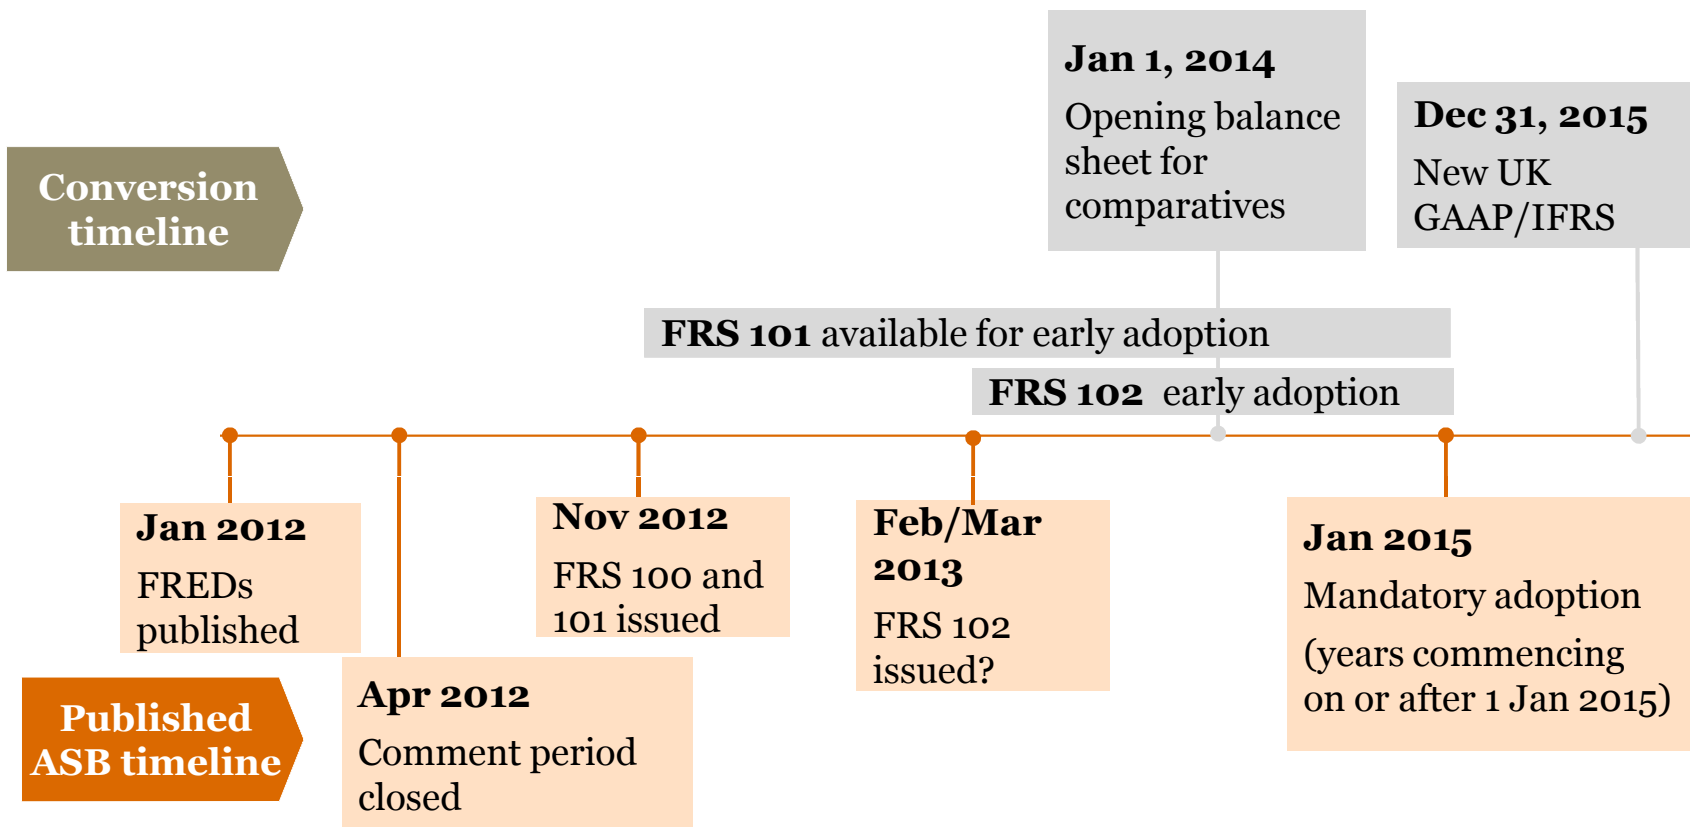 Jan 1, 2014
Opening balance
sheet for
comparatives
Dec 31, 2015
New UK
GAAP/IFRS
Conversion
timeline
FRS 101 available for early adoption
FRS 102 early adoption
Jan 2012
FREDs
published
Nov 2012
FRS 100 and
101 issued
Feb/Mar
2013
FRS 102
issued?
Jan 2015
Mandatory adoption
(years commencing
on or after 1 Jan 2015)
Published
ASB timeline
Apr 2012
Comment period
closed